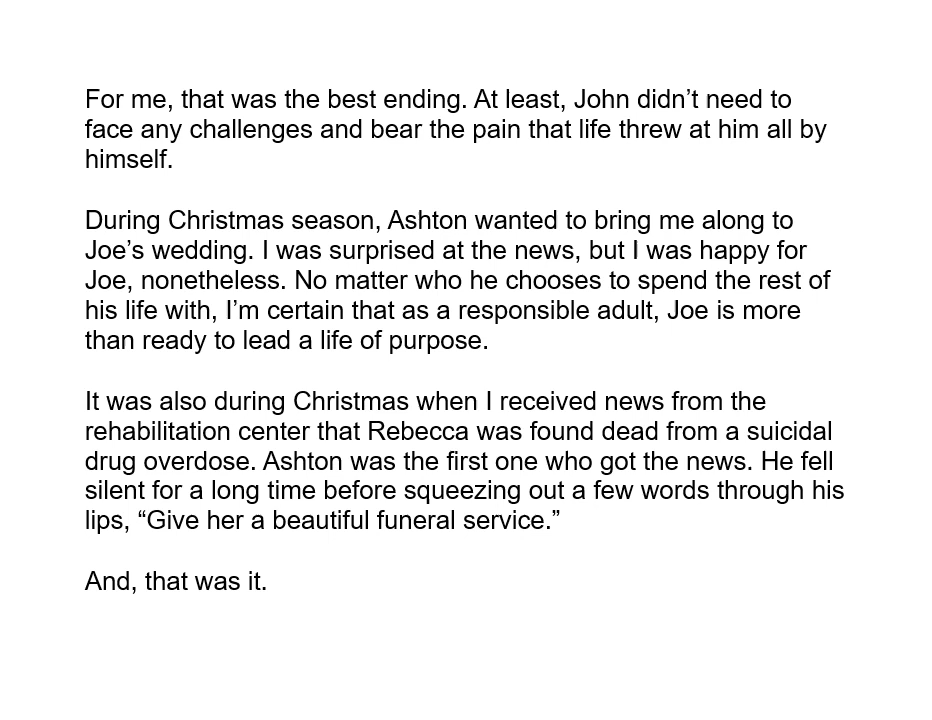 For me, that was the best ending. At least, John didn’t need to
face any challenges and bear the pain that life threw at him all by
himself.
During Christmas season, Ashton wanted to bring me along to
Joe’s wedding. I was surprised at the news, but I was happy for
Joe, nonetheless. No matter who he chooses to spend the rest of
his life with, I’m certain that as a responsible adult, Joe is more
than ready to lead a life of purpose.
It was also during Christmas when I received news from the
rehabilitation center that Rebecca was found dead from a suicidal
drug overdose. Ashton was the first one who got the news. He fell
silent for a long time before squeezing out a few words through his
lips, “Give her a beautiful funeral service.”
And, that was it.